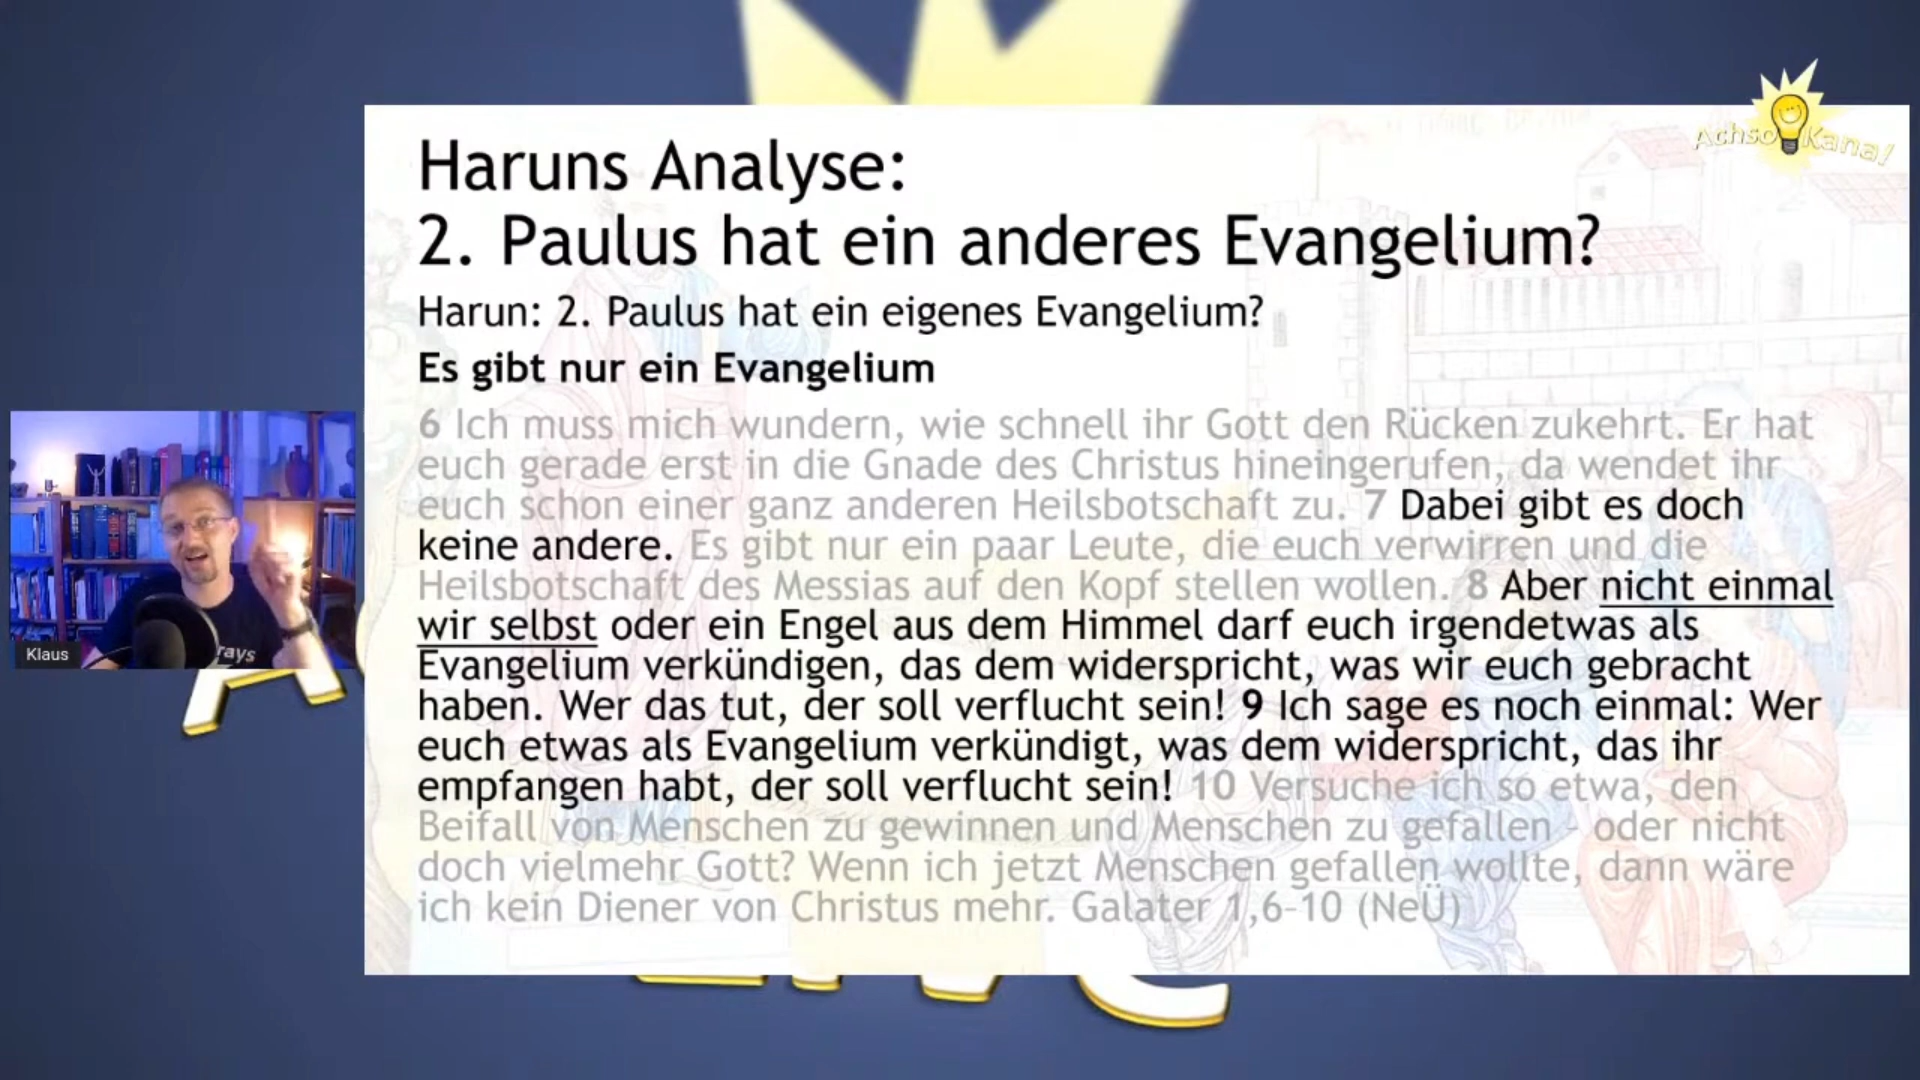 Achso Kanal
Haruns Analyse:
2. Paulus hat ein anderes Evangelium?
Harun: 2. Paulus hat ein eigenes Evangelium?
Es gibt nur ein Evangelium
6 Ich muss mich wundern, wie schnell ihr Gott den Rücken zukehrt. Er hat
euch gerade erst in die Gnade des Christus hineingerufen, da wendet ihr
euch schon einer ganz anderen Heilsbotschaft zu. 7 Dabei gibt es doch
keine andere. Es gibt nur ein paar Leute, die euch verwirren und die
Heilsbotschaft des Messias auf den Kopf stellen wollen. 8 Aber nicht einmal
wir selbst oder ein Engel aus dem Himmel darf euch irgendetwas als
Evangelium verkündigen, das dem widerspricht, was wir euch gebracht
haben. Wer das tut, der soll verflucht sein! 9 Ich sage es noch einmal: Wer
euch etwas als Evangelium verkündigt, was dem widerspricht, das ihr
empfangen habt, der soll verflucht sein! 10 Versuche ich so etwa, den
Beifall von Menschen zu gewinnen und Menschen zu gefallen - oder nicht
doch vielmehr Gott? Wenn ich jetzt Menschen gefallen wollte, dann wäre
ich kein Diener von Christus mehr. Galater 1,6-10 (NeÜ)
Klaus